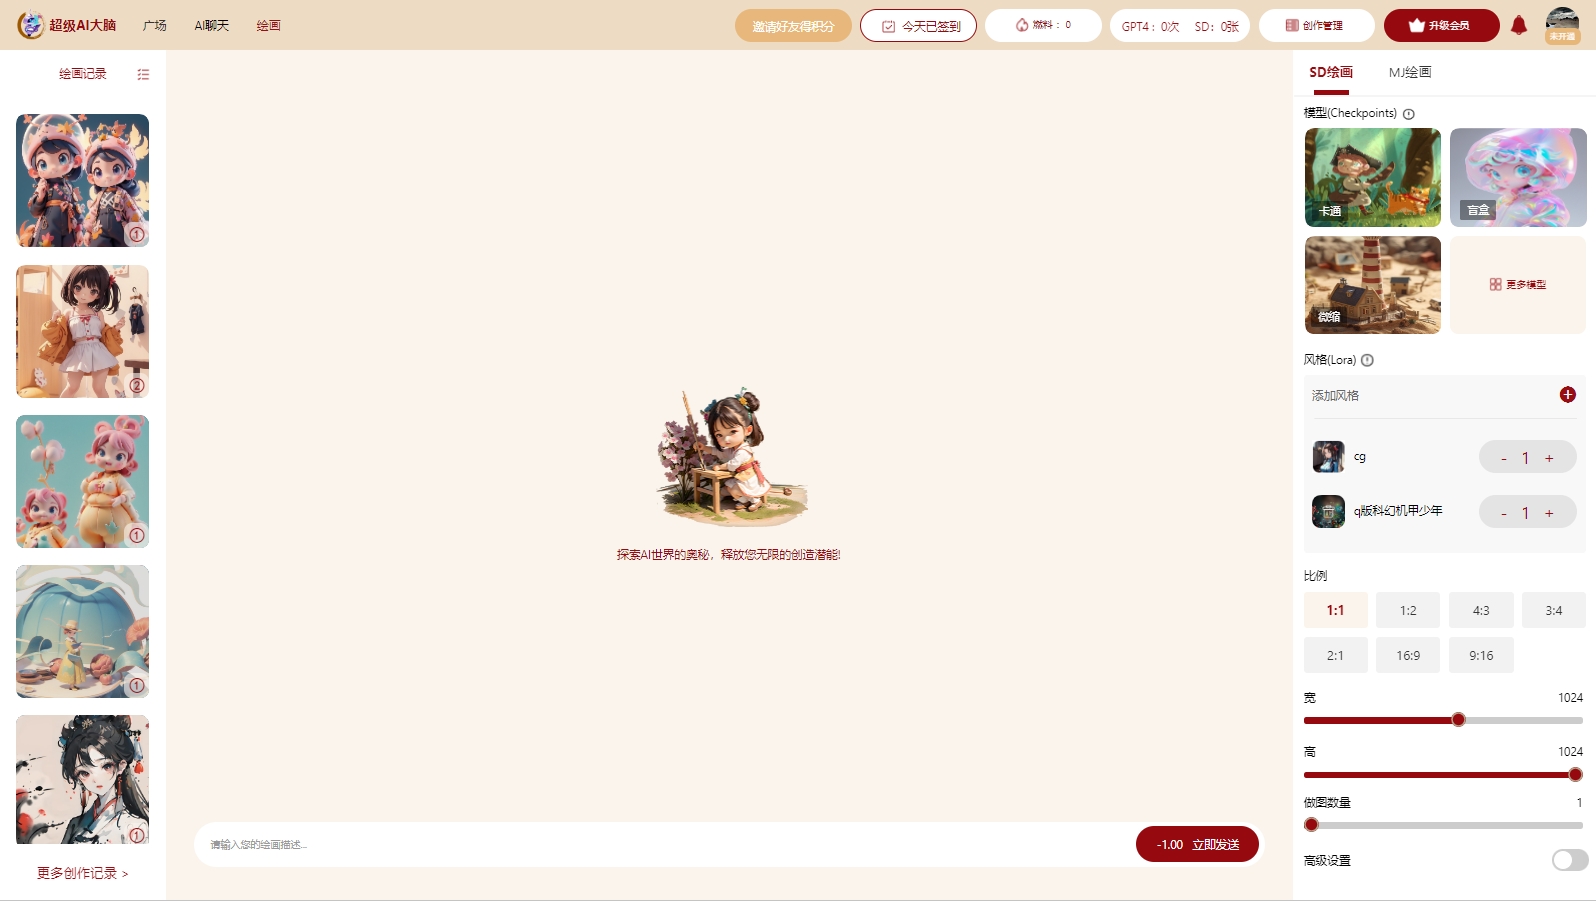 超级AI大脑
广场
AI聊天
绘画
邀请好友得积分
今天已签到
燃料：0
GPT4：0次 SD：0张
创作管理
升级会员
未开通
绘画记录
1
2
1
1
1
更多创作记录 >
探索AI世界的奥秘，释放您无限的创造潜能!
请输入您的绘画描述...
-1.00 立即发送
SD绘画
MJ绘画
模型(Checkpoints)
卡通
盲盒
微缩
更多模型
风格(Lora)
添加风格
cg
- 1 +
q版科幻机甲少年
- 1 +
比例
1:1
1:2
4:3
3:4
2:1
16:9
9:16
宽 1024
高 1024
做图数量 1
高级设置